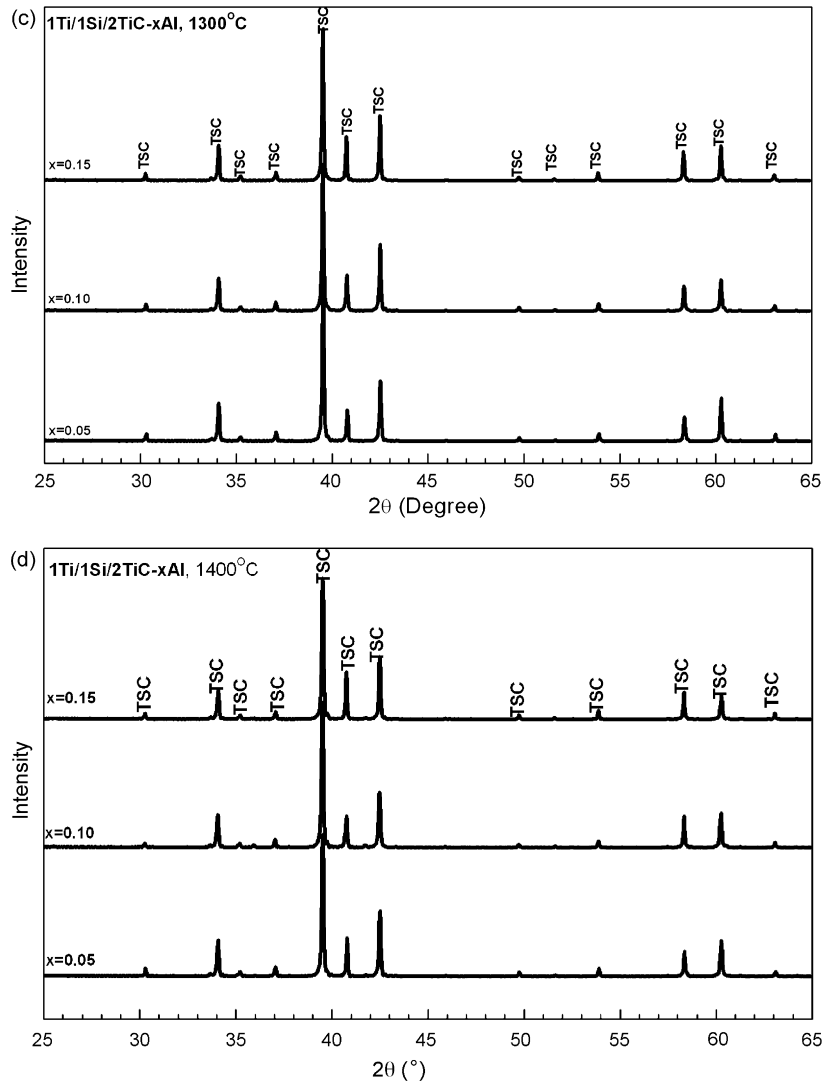 (c)
1Ti/1Si/2TiC-xAl, 1300°C
TSC
TSC
TSC
TSC
TSC
TSC
TSC
TSC
TSC
TSC
TSC
TSC
TSC
x=0.15
x=0.10
x=0.05
Intensity
25 30 35 40 45 50 55 60 65
2θ (Degree)
(d)
1Ti/1Si/2TiC-xAl, 1400°C
TSC
TSC
TSC
TSC
TSC
TSC
TSC
TSC
TSC
TSC
TSC
TSC
x=0.15
x=0.10
x=0.05
Intensity
25 30 35 40 45 50 55 60 65
2θ (°)